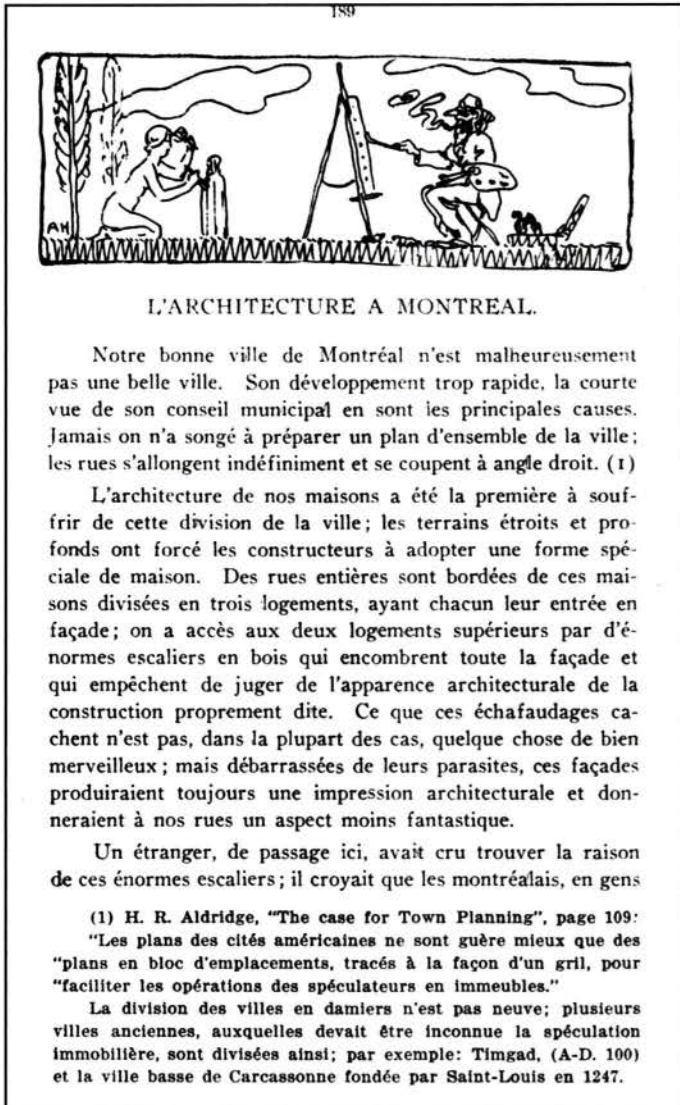 189
AH
L'ARCHITECTURE A MONTREAL.
Notre bonne ville de Montréal n'est malheureusement
pas une belle ville. Son développement trop rapide, la courte
vue de son conseil municipal en sont les principales causes.
Jamais on n'a songé à préparer un plan d'ensemble de la ville;
les rues s'allongent indéfiniment et se coupent à angle droit. (1)
L'architecture de nos maisons a été la première à souf-
frir de cette division de la ville; les terrains étroits et pro-
fonds ont forcé les constructeurs à adopter une forme spé-
ciale de maison. Des rues entières sont bordées de ces mai-
sons divisées en trois logements, ayant chacun leur entrée en
façade; on a accès aux deux logements supérieurs par d'é-
normes escaliers en bois qui encombrent toute la façade et
qui empêchent de juger de l'apparence architecturale de la
construction proprement dite. Ce que ces échafaudages ca-
chent n'est pas, dans la plupart des cas, quelque chose de bien
merveilleux; mais débarrassées de leurs parasites, ces façades
produiraient toujours une impression architecturale et don-
neraient à nos rues un aspect moins fantastique.
Un étranger, de passage ici, avait cru trouver la raison
de ces énormes escaliers; il croyait que les montréalais, en gens
(1) H. R. Aldridge, "The case for Town Planning", page 109:
"Les plans des cités américaines ne sont guère mieux que des
"plans en bloc d'emplacements, tracés à la façon d'un gril, pour
"faciliter les opérations des spéculateurs en immeubles."
La division des villes en damiers n'est pas neuve; plusieurs
villes anciennes, auxquelles devait être inconnue la spéculation
immobilière, sont divisées ainsi; par exemple: Timgad, (A-D. 100)
et la ville basse de Carcassonne fondée par Saint-Louis en 1247.